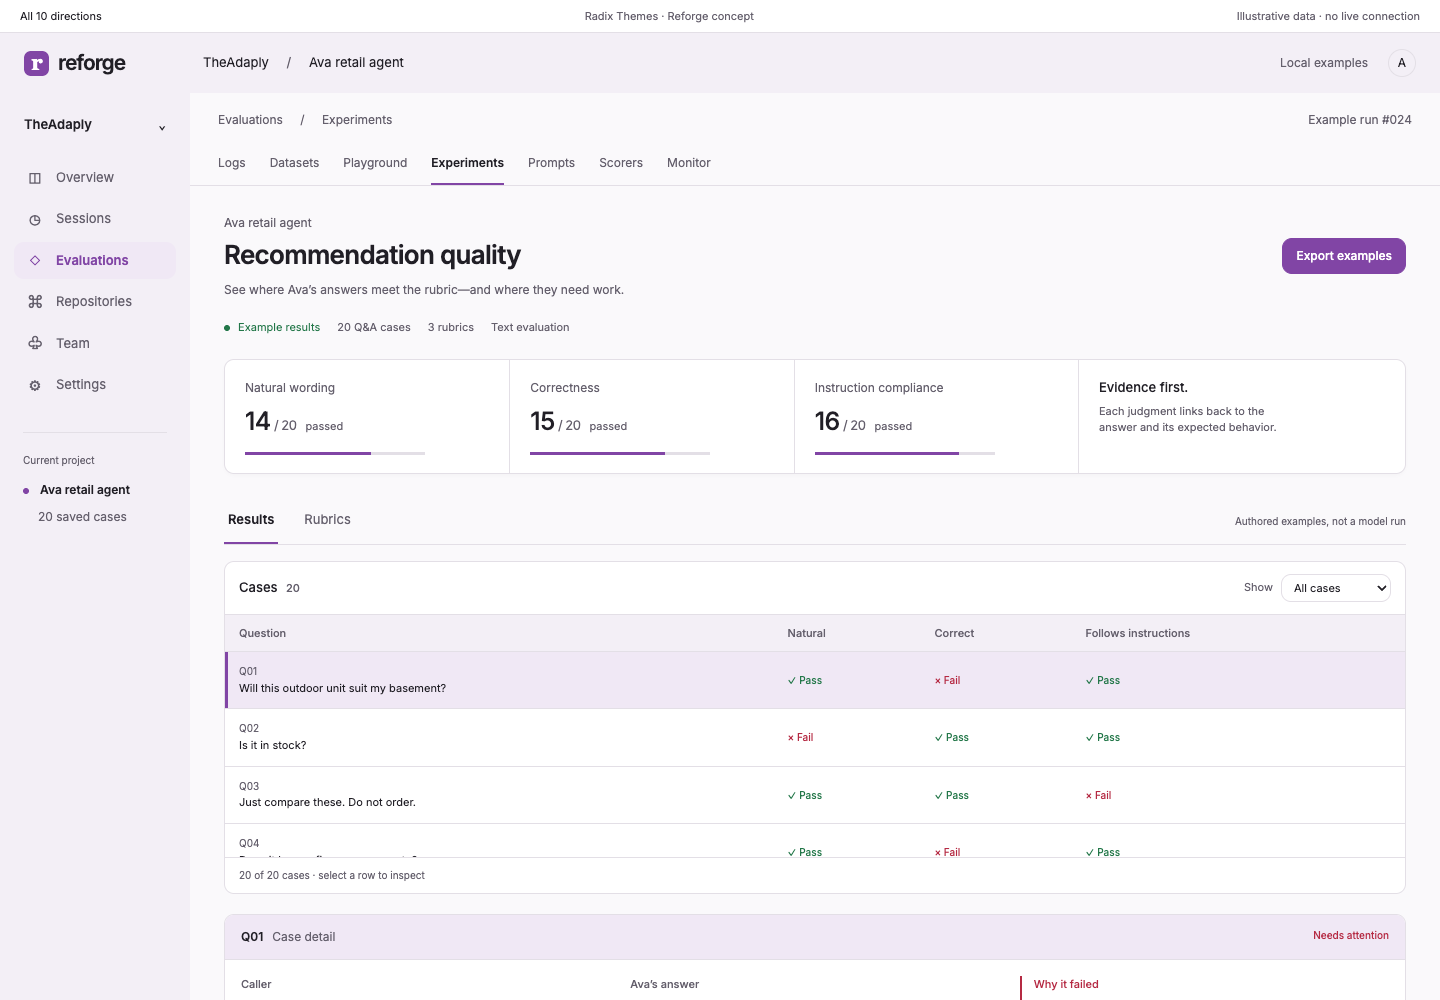 All 10 directions
Radix Themes · Reforge concept
Illustrative data · no live connection
r reforge
TheAdaply / Ava retail agent
Local examples A
TheAdaply
Overview
Sessions
Evaluations
Repositories
Team
Settings
Current project
Ava retail agent
20 saved cases
Evaluations / Experiments
Example run #024
Logs Datasets Playground Experiments Prompts Scorers Monitor
Ava retail agent
Recommendation quality
Export examples
See where Ava’s answers meet the rubric—and where they need work.
Example results 20 Q&A cases 3 rubrics Text evaluation
Natural wording
14 / 20 passed
Correctness
15 / 20 passed
Instruction compliance
16 / 20 passed
Evidence first.
Each judgment links back to the
answer and its expected behavior.
Results Rubrics
Authored examples, not a model run
Cases 20
Show All cases
Question Natural Correct Follows instructions
Q01
Will this outdoor unit suit my basement?
✓ Pass × Fail ✓ Pass
Q02
Is it in stock?
× Fail ✓ Pass ✓ Pass
Q03
Just compare these. Do not order.
✓ Pass ✓ Pass × Fail
Q04
✓ Pass × Fail ✓ Pass
20 of 20 cases · select a row to inspect
Q01 Case detail
Needs attention
Caller
Ava’s answer
Why it failed